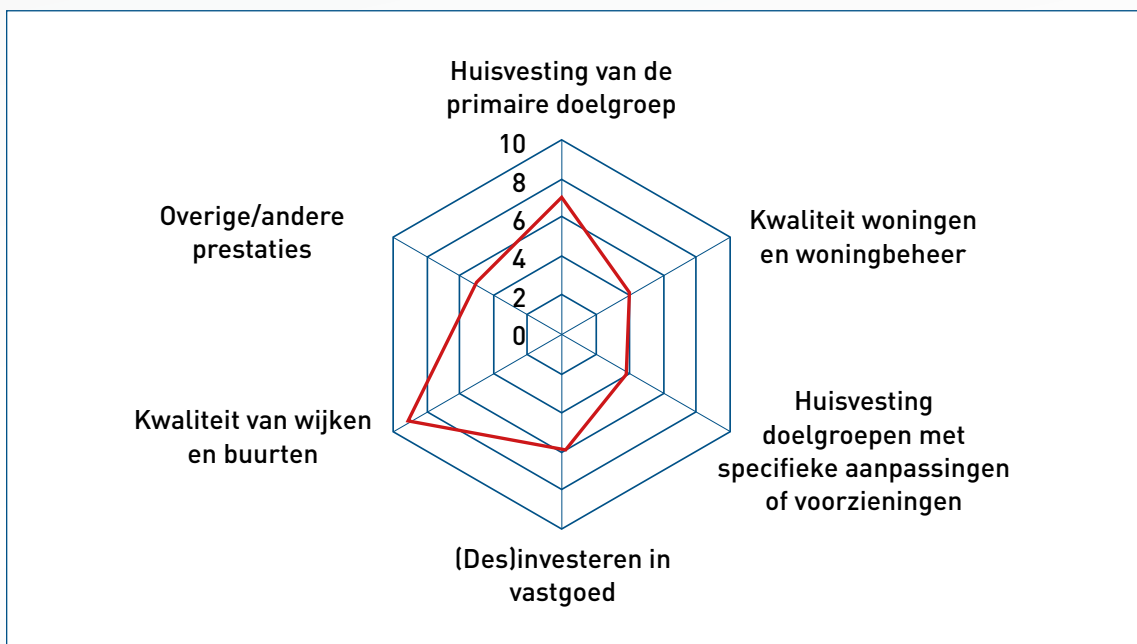 Huisvesting van de
primaire doelgroep
10
8
6
4
2
0
Overige/andere
prestaties
Kwaliteit woningen
en woningbeheer
Kwaliteit van wijken
en buurten
Huisvesting
doelgroepen met
specifieke aanpassingen
of voorzieningen
(Des)investeren in
vastgoed